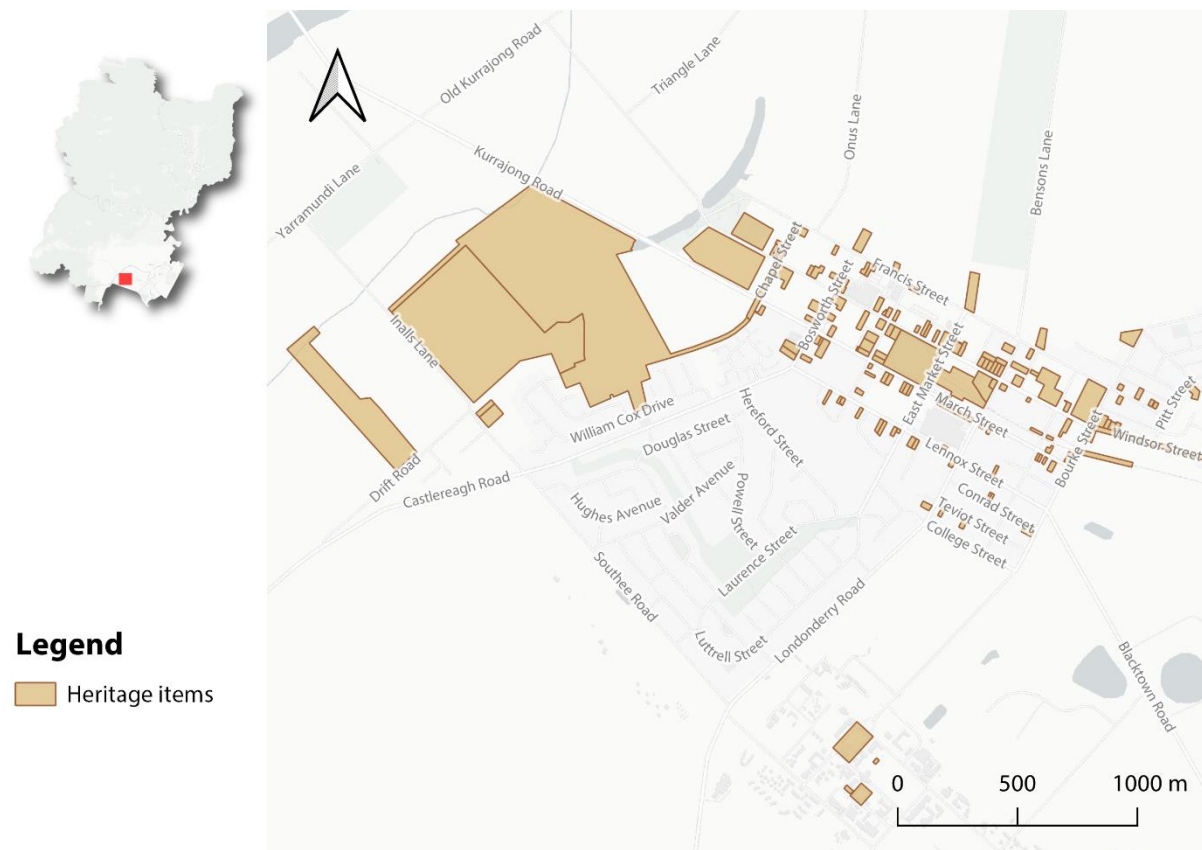 Old Kurrajong Road
Triangle Lane
Onus Lane
Bensons Lane
Kurrajong Road
Yarramundi Lane
Chapel Street
Francis Street
Bosworth Street
Inalls Lane
East Market Street
March Street
Pitt Street
William Cox Drive
Hereford Street
Douglas Street
Windsor Street
Bourke Street
Lennox Street
Drift Road
Castlereagh Road
Valder Avenue
Powell Street
Hughes Avenue
Conrad Street
Teviot Street
College Street
Laurence Street
Southee Road
Londonderry Road
Luttrell Street
Blacktown Road
Legend
Heritage items
0 500 1000 m